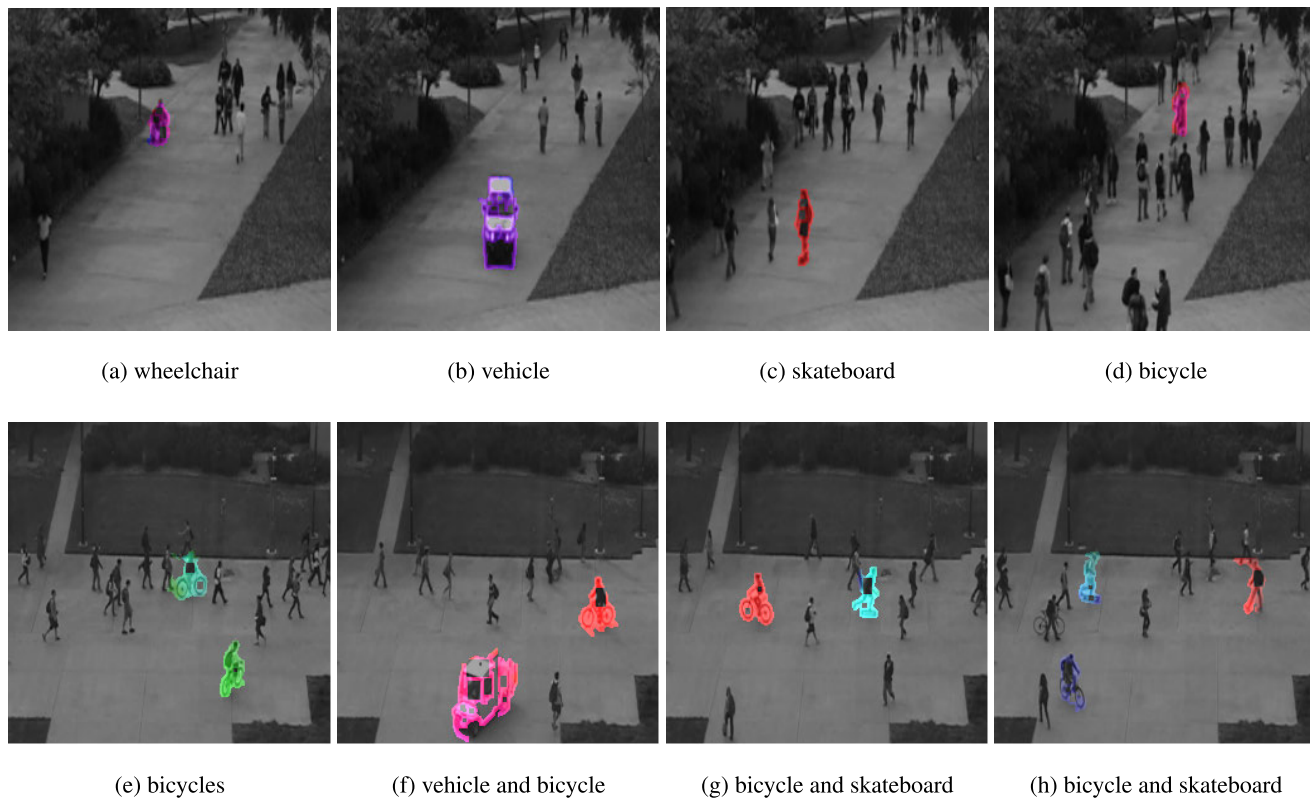 (a) wheelchair
(b) vehicle
(c) skateboard
(d) bicycle
(e) bicycles
(f) vehicle and bicycle
(g) bicycle and skateboard
(h) bicycle and skateboard